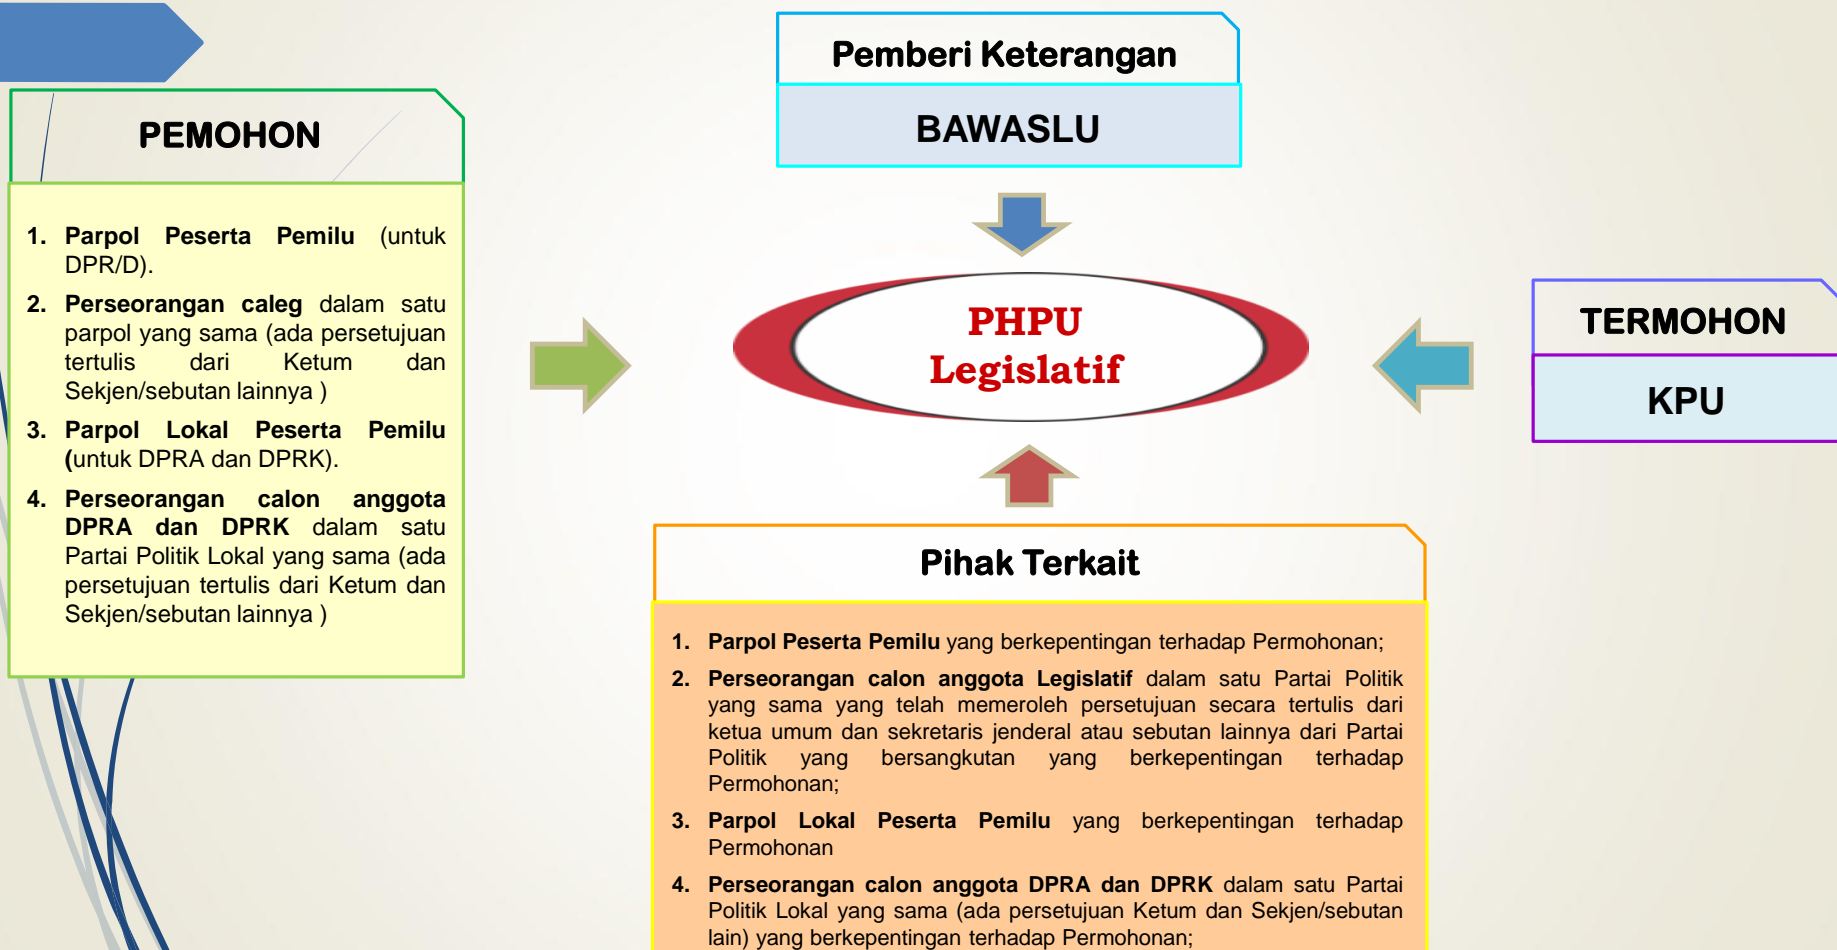 Pemberi Keterangan
BAWASLU
PEMOHON
1. Parpol Peserta Pemilu (untuk
DPR/D).
2. Perseorangan caleg dalam satu
parpol yang sama (ada persetujuan
tertulis dari Ketum dan
Sekjen/sebutan lainnya )
3. Parpol Lokal Peserta Pemilu
(untuk DPRA dan DPRK).
4. Perseorangan calon anggota
DPRA dan DPRK dalam satu
Partai Politik Lokal yang sama (ada
persetujuan tertulis dari Ketum dan
Sekjen/sebutan lainnya )
PHPU
Legislatif
TERMOHON
KPU
Pihak Terkait
1. Parpol Peserta Pemilu yang berkepentingan terhadap Permohonan;
2. Perseorangan calon anggota Legislatif dalam satu Partai Politik
yang sama yang telah memeroleh persetujuan secara tertulis dari
ketua umum dan sekretaris jenderal atau sebutan lainnya dari Partai
Politik yang bersangkutan yang berkepentingan terhadap
Permohonan;
3. Parpol Lokal Peserta Pemilu yang berkepentingan terhadap
Permohonan
4. Perseorangan calon anggota DPRA dan DPRK dalam satu Partai
Politik Lokal yang sama (ada persetujuan Ketum dan Sekjen/sebutan
lain) yang berkepentingan terhadap Permohonan;